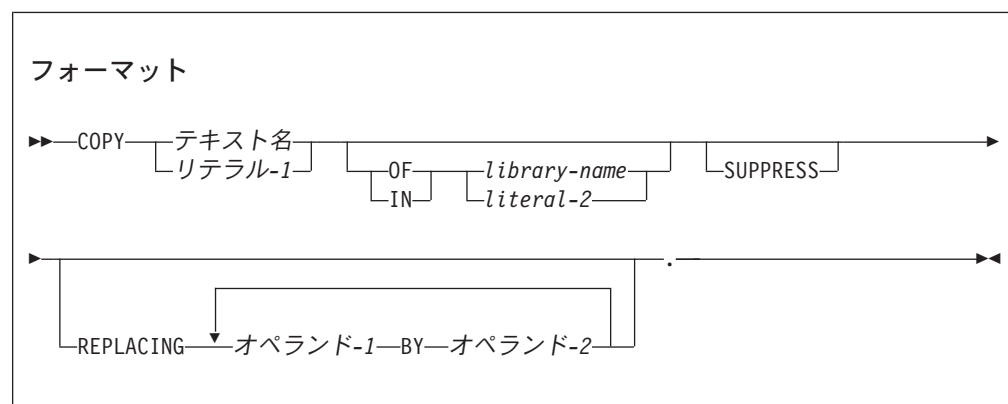 フォーマット
COPY テキスト名 OF library-name SUPPRESS
リテラル-1 IN literal-2
.
REPLACING オペランド-1 BY オペランド-2